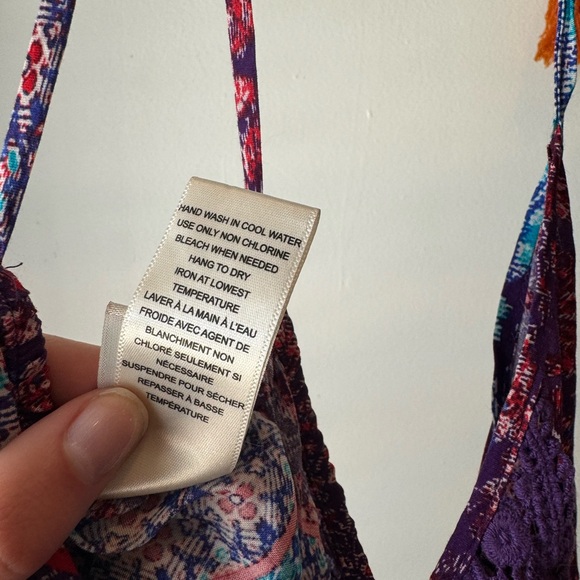 HAND WASH IN COOL WATER
USE ONLY NON CHLORINE
BLEACH WHEN NEEDED
HANG TO DRY
IRON AT LOWEST
TEMPERATURE
LAVER À LA MAIN À L'EAU
FROIDE AVEC AGENT DE
BLANCHIMENT NON
CHLORÉ SEULEMENT SI
NÉCESSAIRE
SUSPENDRE POUR SÉCHER
REPASSER À BASSE
TEMPÉRATURE